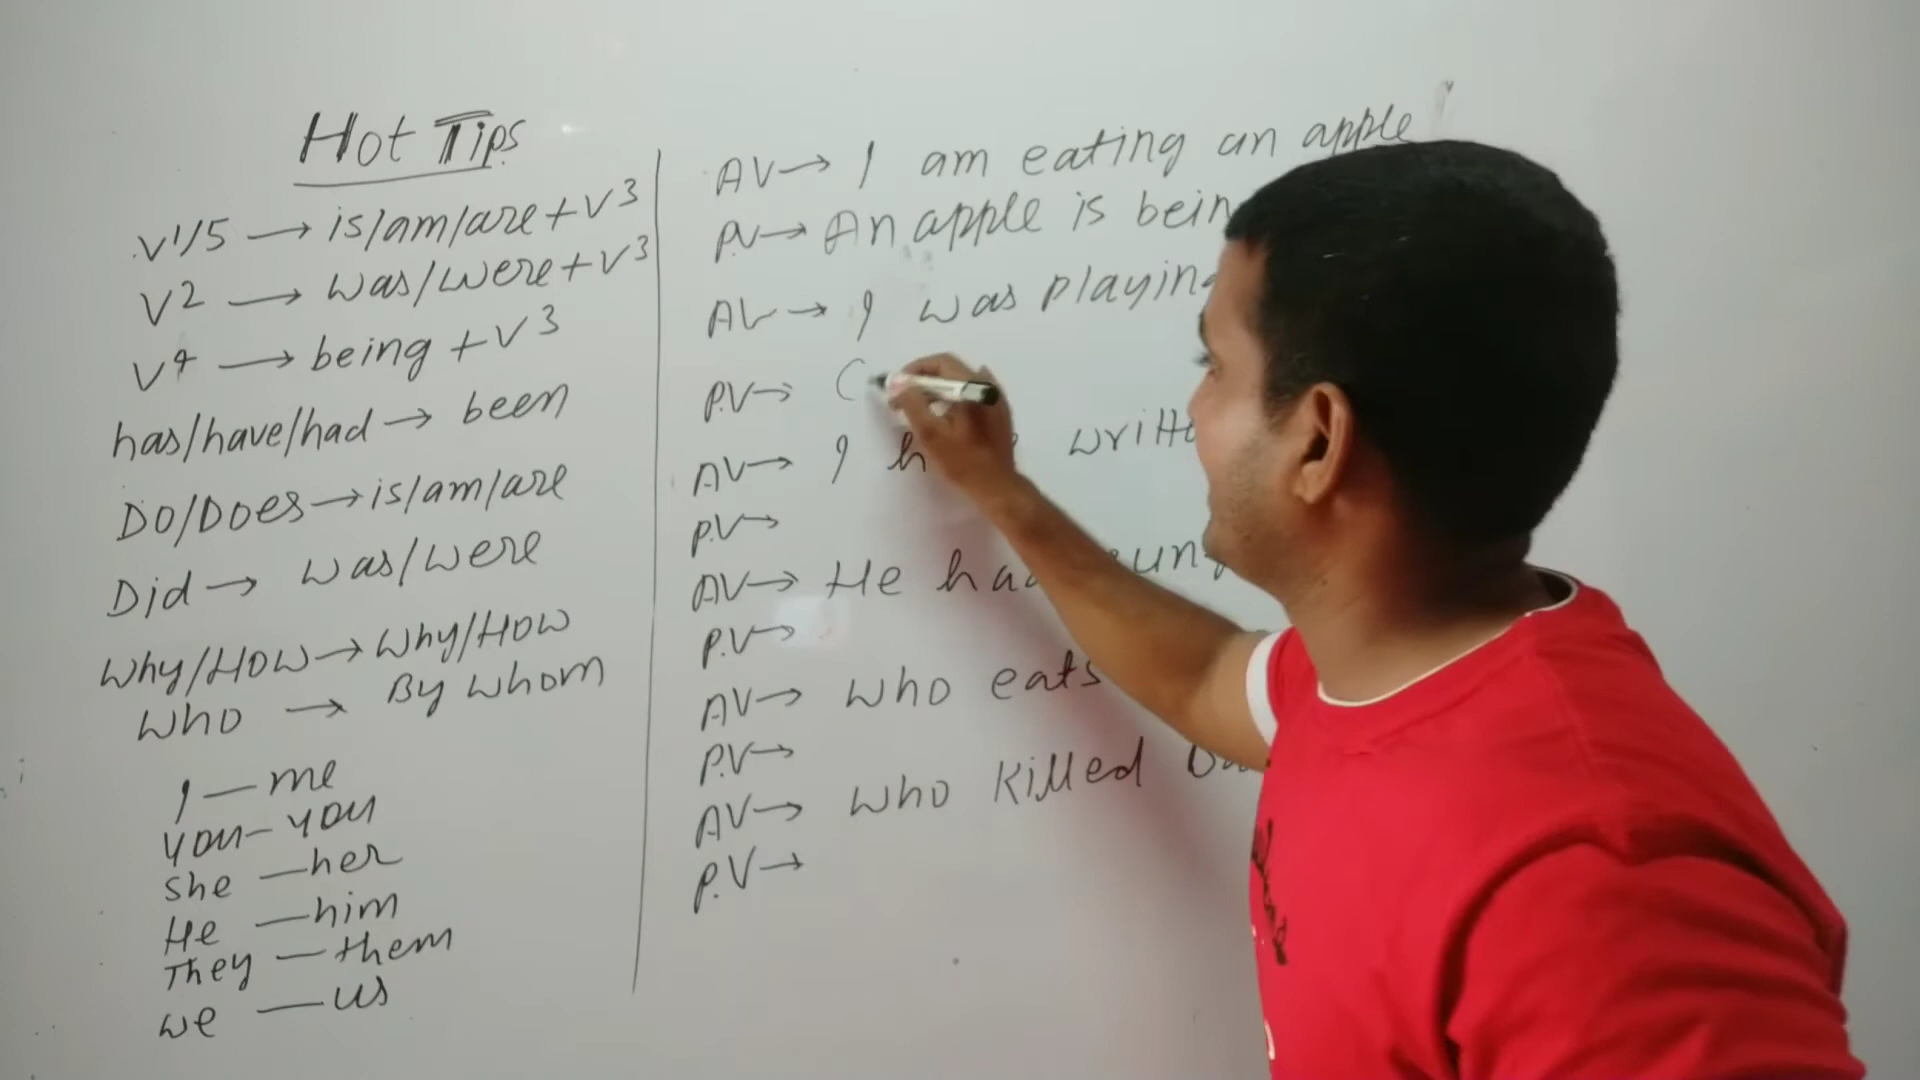 Hot Tips
V1/5 → is/am/are+V3
V2 → was/were+V3
V4 → being+V3
has/have/had → been
DO/DOES → is/am/are
Did → was/were
Why/How → Why/How
Who → By whom
I — me
You — You
She — her
He — him
They — them
We — us
AV → I am eating an apple
PV → An apple is
AV → I was
P.V →
AV → I
P.V →
AV → He
P.V →
AV → Who eats
P.V →
AV → Who killed
P.V →